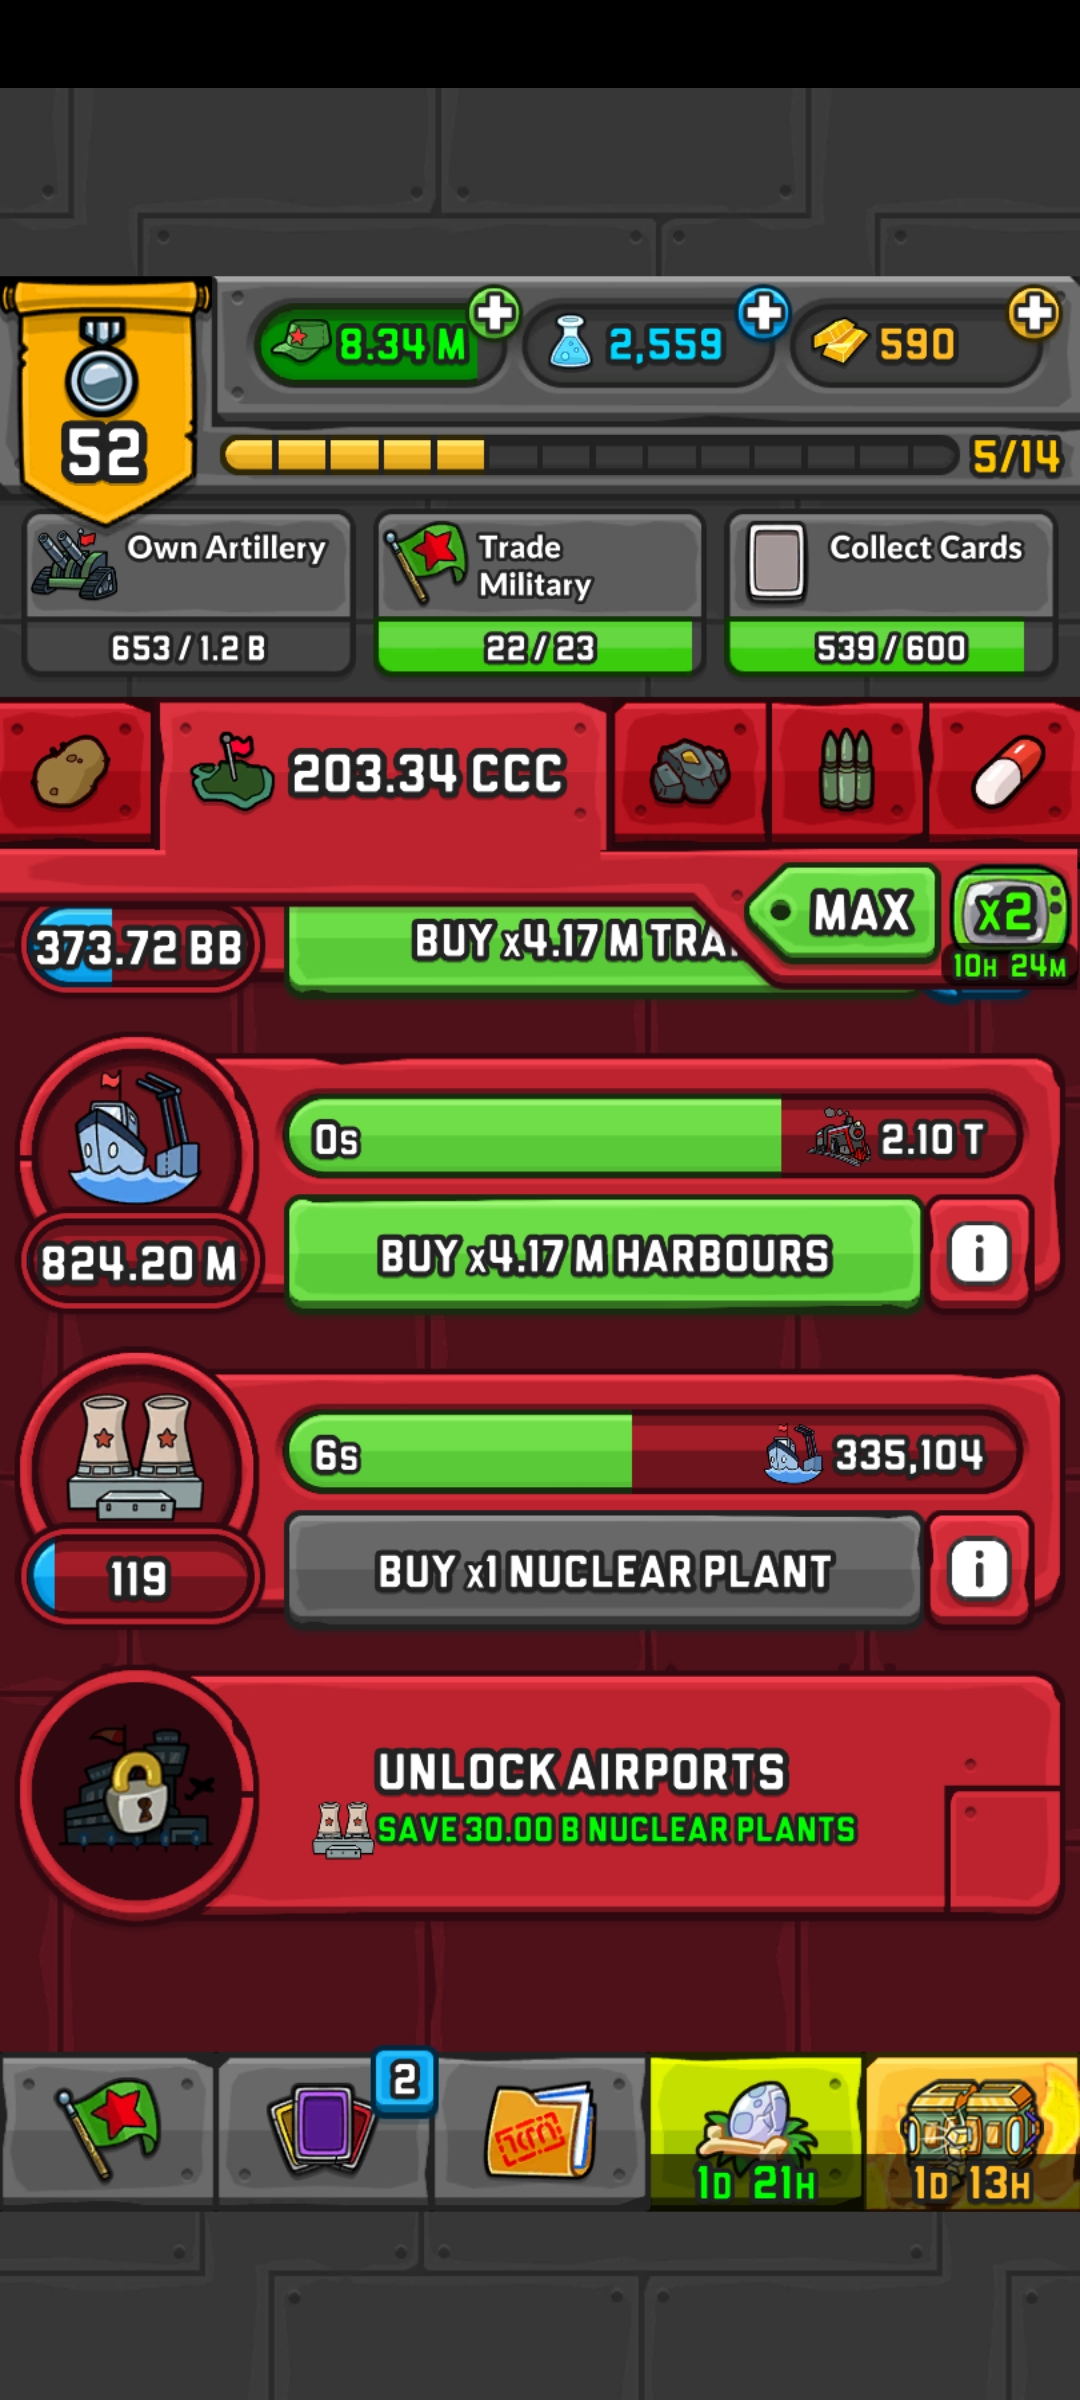 8.34 M
2,559
590
52
5/14
Own Artillery
653 / 1.2 B
Trade
Military
22 / 23
Collect Cards
539 / 600
203.34 CCC
MAX
x2
10H 24M
373.72 BB
BUY x4.17 M TRA
0s
2.10 T
824.20 M
BUY x4.17 M HARBOURS
i
6s
335,104
119
BUY x1 NUCLEAR PLANT
i
UNLOCK AIRPORTS
SAVE 30.00 B NUCLEAR PLANTS
2
1D 21H
1D 13H